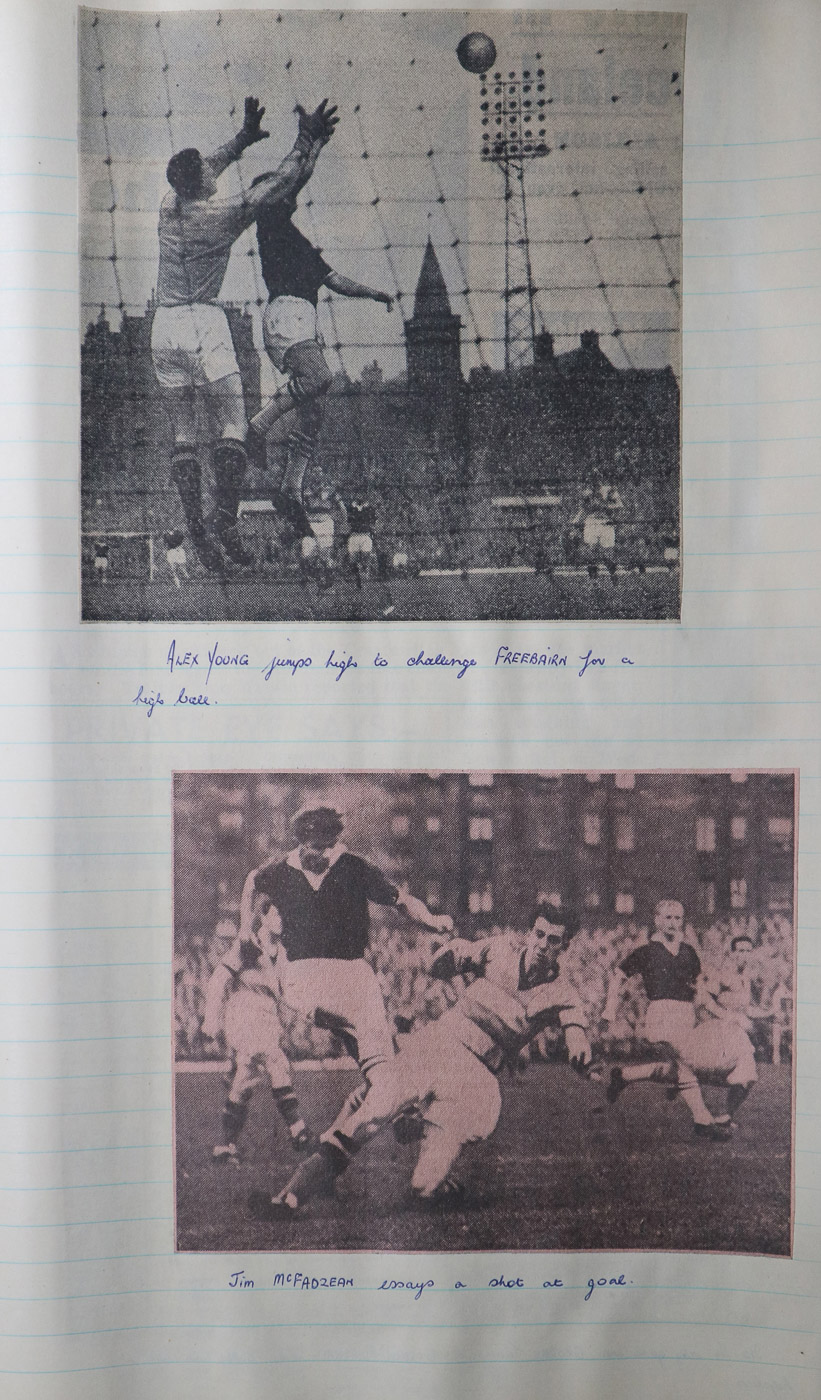 ALEX YOUNG jumps high to challenge FREEBAIRN for a
high ball.
Jim McFADZEAN essays a shot at goal.